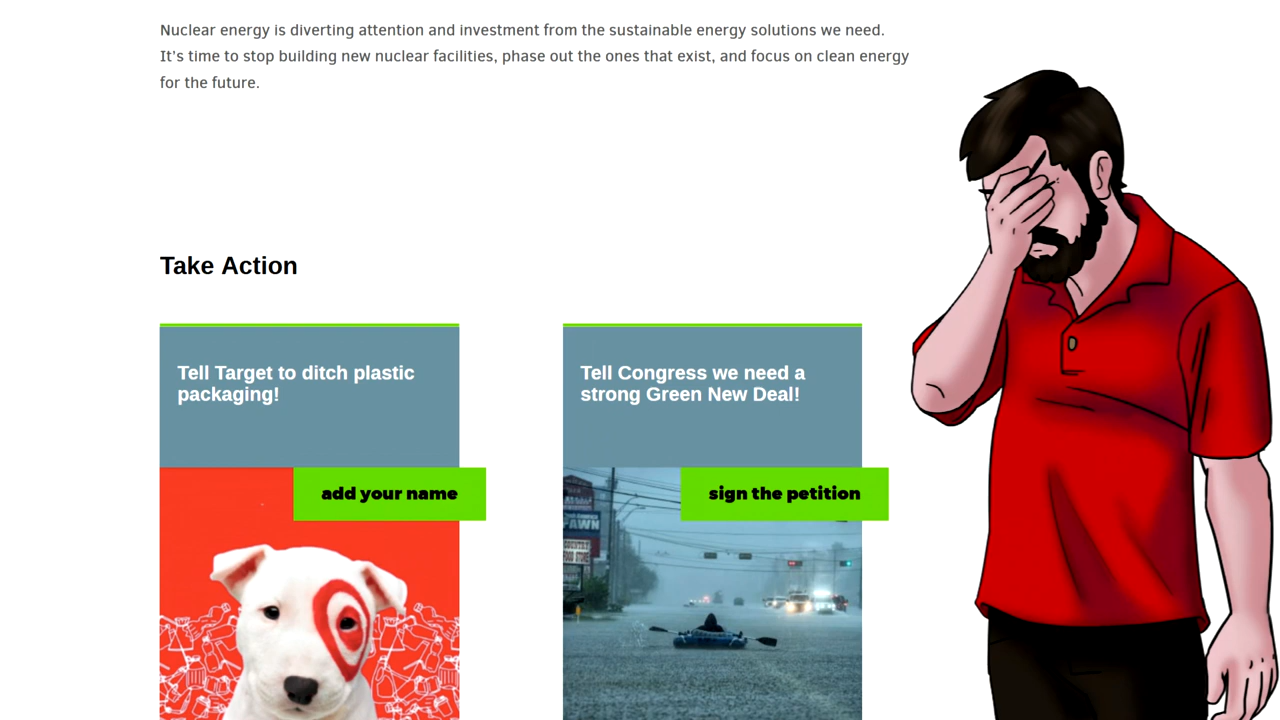 Nuclear energy is diverting attention and investment from the sustainable energy solutions we need.
It's time to stop building new nuclear facilities, phase out the ones that exist, and focus on clean energy
for the future.
Take Action
Tell Target to ditch plastic
packaging!
add your name
Tell Congress we need a
strong Green New Deal!
sign the petition
PAWN
FOOD STORE